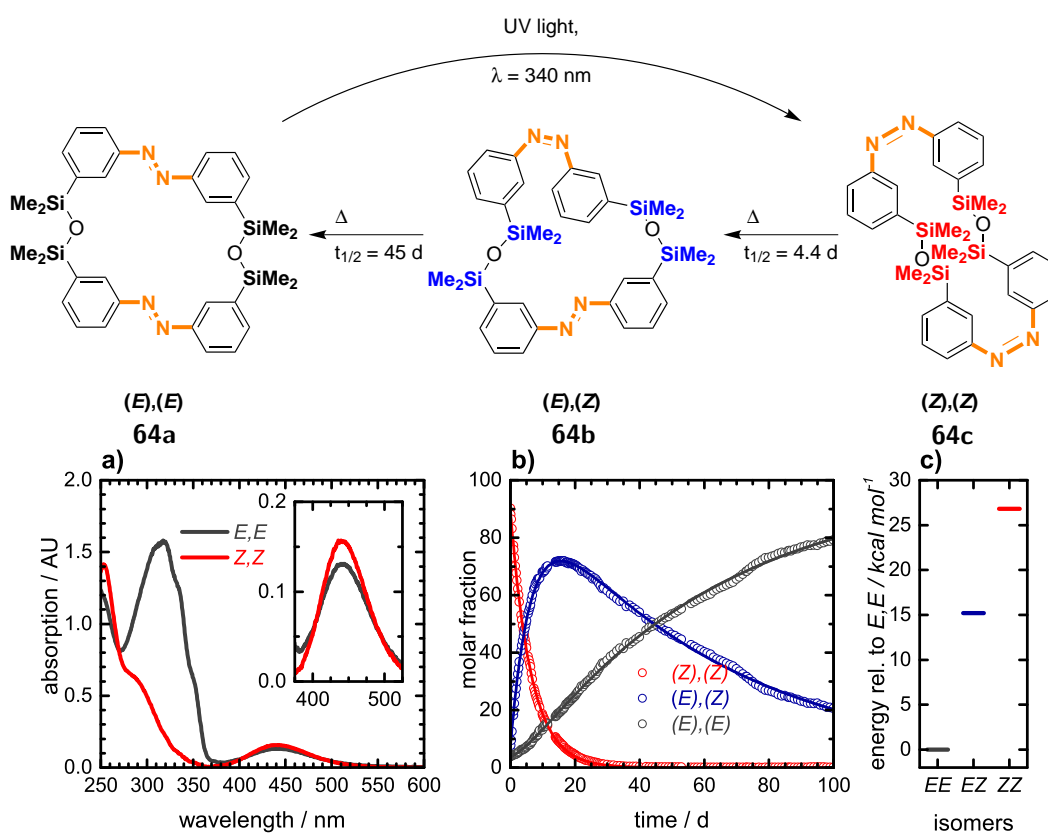 UV light,
λ = 340 nm
N
N
Me₂Si
O
Me₂Si
SiMe₂
O
SiMe₂
N
N
Δ
t₁/₂ = 45 d
N
N
SiMe₂
SiMe₂
O
O
Me₂Si
SiMe₂
N
N
Δ
t₁/₂ = 4.4 d
N
N
SiMe₂
SiMe₂
O
O
Me₂Si
Me₂Si
N
N
(E),(E)
(E),(Z)
(Z),(Z)
64a
64b
64c
a)
absorption / AU
2.0
1.5
1.0
0.5
0.0
250 300 350 400 450 500 550 600
wavelength / nm
E,E
Z,Z
0.2
0.1
0.0
400 500
b)
molar fraction
100
80
60
40
20
0
0 20 40 60 80 100
time / d
(Z),(Z)
(E),(Z)
(E),(E)
c)
energy rel. to E,E / kcal mol⁻¹
30
25
20
15
10
5
0
EE EZ ZZ
isomers